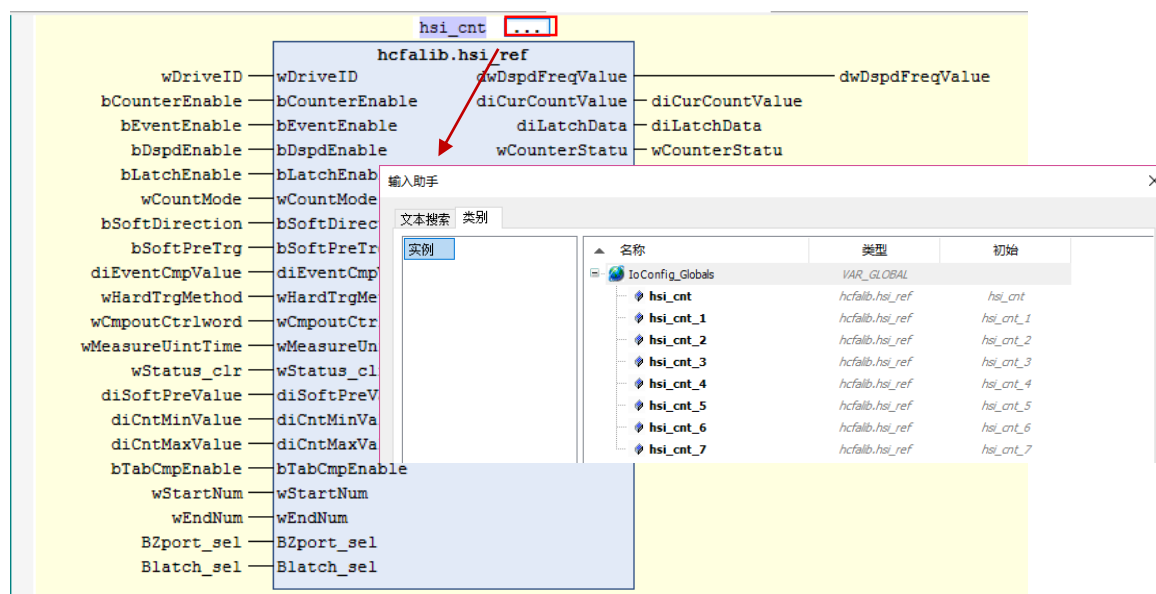 hsi_cnt ...
hcfalib.hsi_ref
wDriveID wDriveID dwDspdFreqValue dwDspdFreqValue
bCounterEnable bCounterEnable diCurCountValue diCurCountValue
bEventEnable bEventEnable diLatchData diLatchData
bDspdEnable bDspdEnable wCounterStatu wCounterStatu
bLatchEnable bLatchEnab
wCountMode wCountMode
bSoftDirection bSoftDirec
bSoftPreTrg bSoftPreTr
diEventCmpValue diEventCmp
wHardTrgMethod wHardTrgMe
wCmpoutCtrlword wCmpoutCtr
wMeasureUintTime wMeasureUn
wStatus_clr wStatus_cl
diSoftPreValue diSoftPreV
diCntMinValue diCntMinVa
diCntMaxValue diCntMaxVa
bTabCmpEnable bTabCmpEnable
wStartNum wStartNum
wEndNum wEndNum
BZport_sel BZport_sel
Blatch_sel Blatch_sel
输入助手
文本搜索 类别
实例
名称 类型 初始
IoConfig_Globals VAR_GLOBAL
hsi_cnt hcfalib.hsi_ref hsi_cnt
hsi_cnt_1 hcfalib.hsi_ref hsi_cnt_1
hsi_cnt_2 hcfalib.hsi_ref hsi_cnt_2
hsi_cnt_3 hcfalib.hsi_ref hsi_cnt_3
hsi_cnt_4 hcfalib.hsi_ref hsi_cnt_4
hsi_cnt_5 hcfalib.hsi_ref hsi_cnt_5
hsi_cnt_6 hcfalib.hsi_ref hsi_cnt_6
hsi_cnt_7 hcfalib.hsi_ref hsi_cnt_7